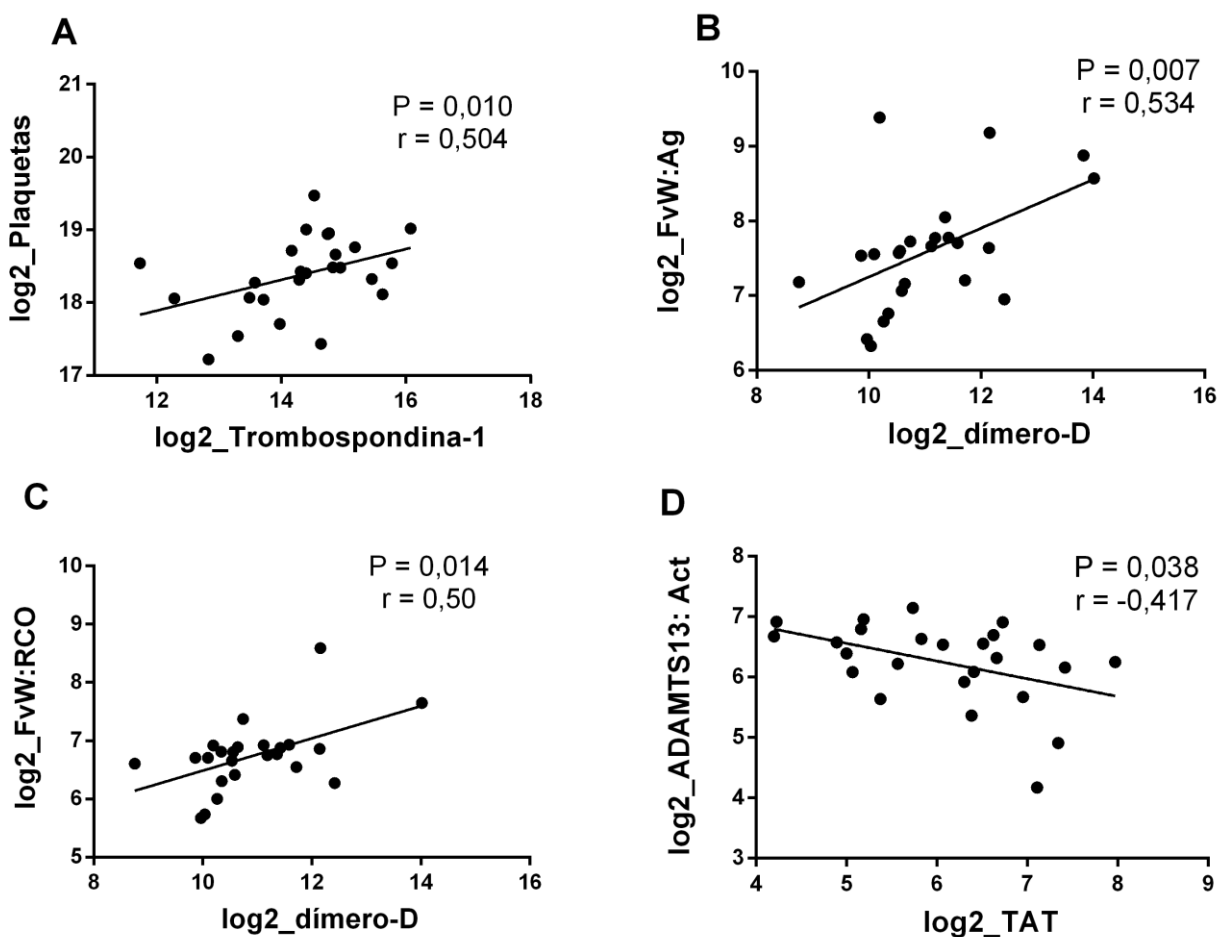 A
P = 0,010
r = 0,504
log2_Plaquetas
21
20
19
18
17
12
14
16
18
log2_Trombospondina-1
B
P = 0,007
r = 0,534
log2_FvW:Ag
10
9
8
7
6
8
10
12
14
16
log2_dímero-D
C
P = 0,014
r = 0,50
log2_FvW:RCO
10
9
8
7
6
5
8
10
12
14
16
log2_dímero-D
D
P = 0,038
r = -0,417
log2_ADAMTS13: Act
8
7
6
5
4
3
4
5
6
7
8
9
log2_TAT